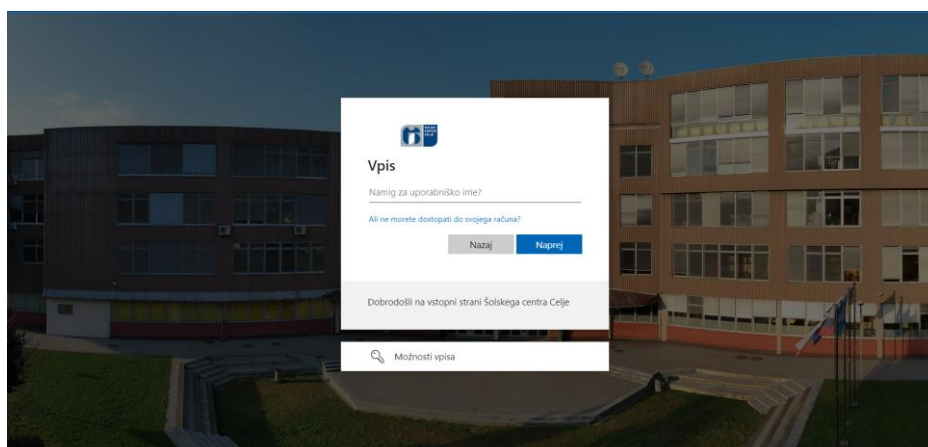 Vpis
Namig za uporabniško ime?
Ali ne morete dostopati do svojega računa?
Nazaj
Naprej
Dobrodošli na vstopni strani Šolskega centra Celje
Možnosti vpisa